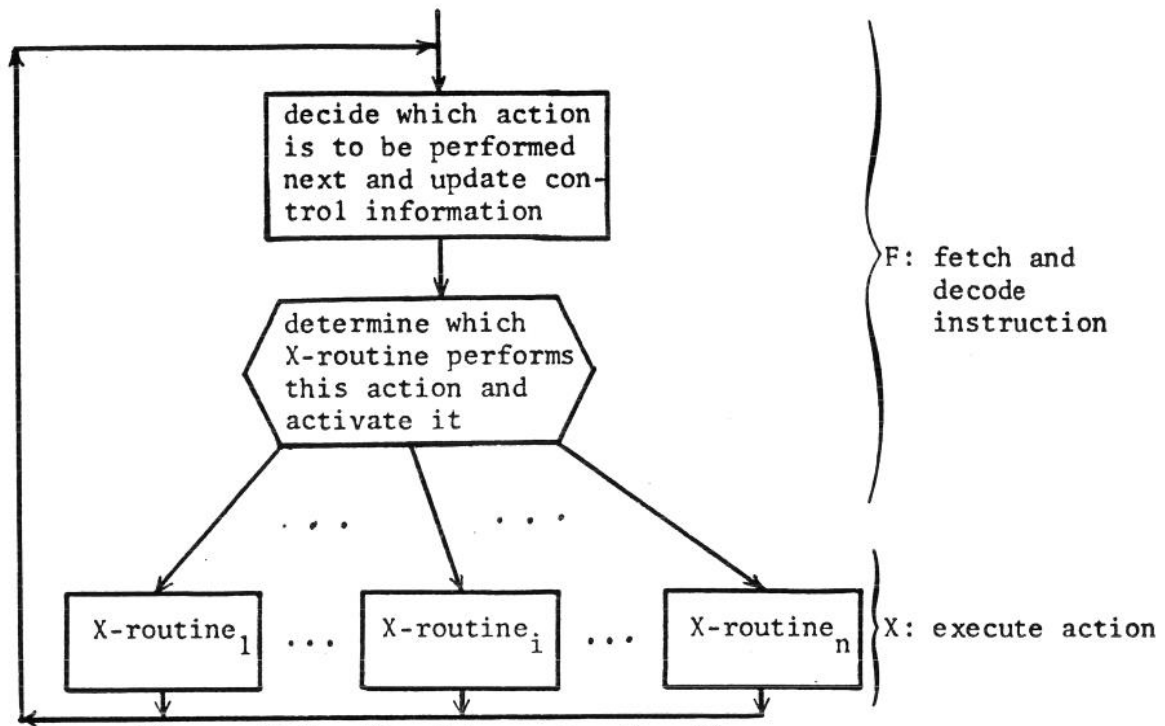 decide which action
is to be performed
next and update con-
trol information
F: fetch and
decode
instruction
determine which
X-routine performs
this action and
activate it
... ...
X-routine1 ... X-routinei ... X-routinen
X: execute action